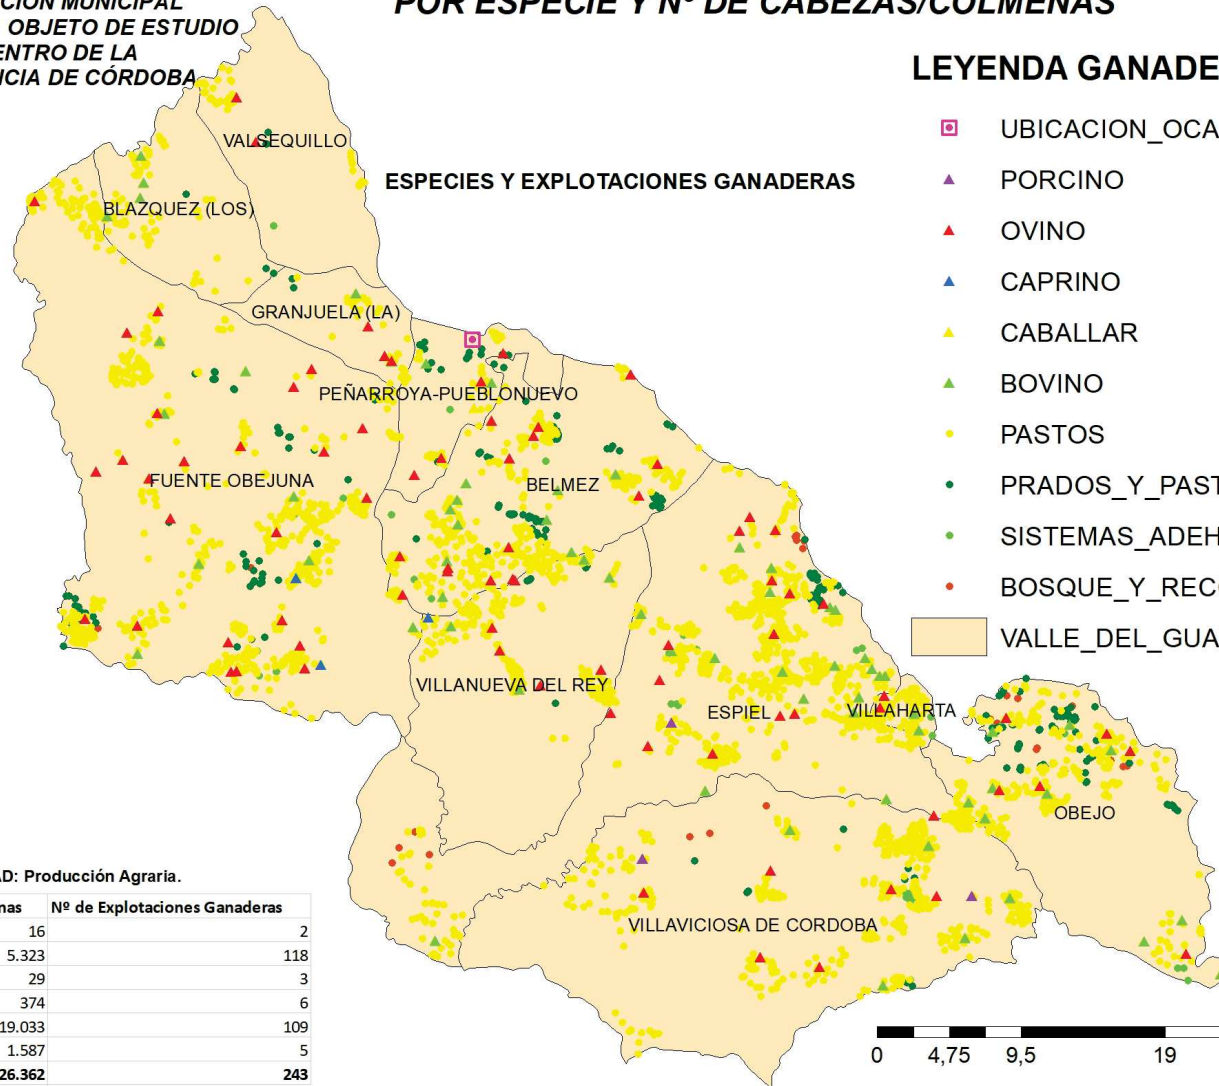 CIÓN MUNICIPAL
OBJETO DE ESTUDIO
ENTRO DE LA
CIA DE CÓRDOBA
POR ESPECIE Y Nº DE CABEZAS/COLMENAS
ESPECIES Y EXPLOTACIONES GANADERAS
LEYENDA GANADE
UBICACION_OCA
PORCINO
OVINO
CAPRINO
CABALLAR
BOVINO
PASTOS
PRADOS_Y_PAST
SISTEMAS_ADEH
BOSQUE_Y_REC
VALLE_DEL_GUA
VALSEQUILLO
BLAZQUEZ (LOS)
GRANJUELA (LA)
PEÑARROYA-PUEBLONUEVO
FUENTE OBEJUNA
BELMEZ
VILLANUEVA DEL REY
ESPIEL
VILLAHARTA
OBEJO
VILLAVICIOSA DE CORDOBA
AD: Producción Agraria.
nas Nº de Explotaciones Ganaderas
16 2
5.323 118
29 3
374 6
19.033 109
1.587 5
26.362 243
0 4,75 9,5 19